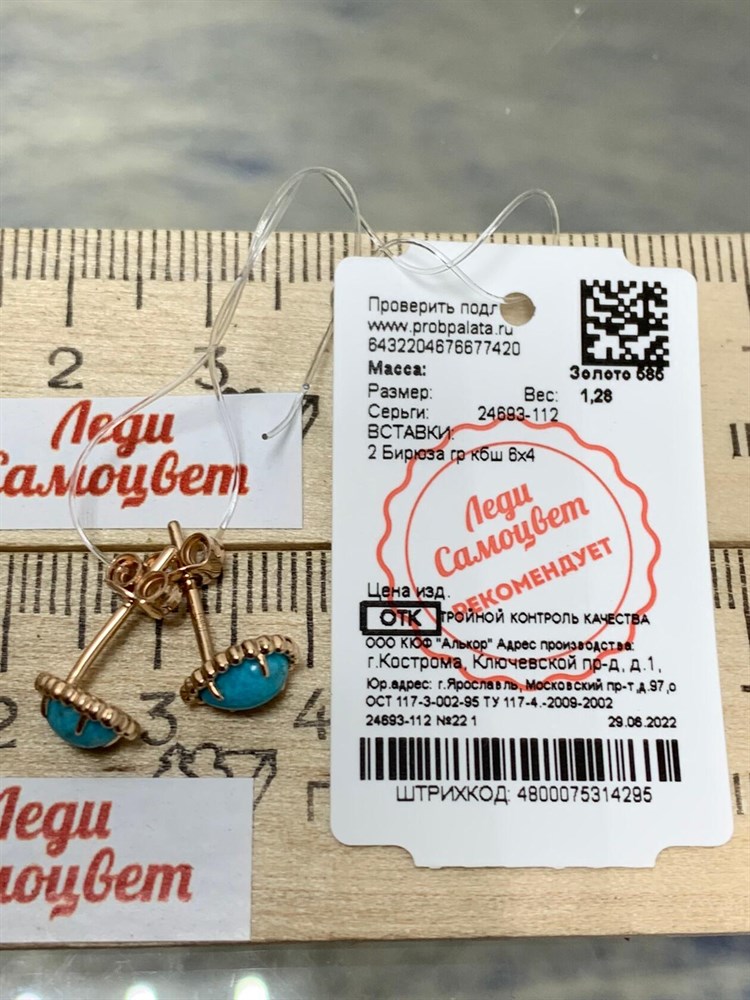 Проверить подл
www.probpalata.ru
6432204676677420
Масса:
Золото 585
Размер: Вес: 1,28
Серьги: 24693-112
ВСТАВКИ:
2 Бирюза гр кбш 6х4
Леди
Самоцвет
РЕКОМЕНДУЕТ
Цена изд.
ОТК ТРОЙНОЙ КОНТРОЛЬ КАЧЕСТВА
ООО КЮФ "Алькор" Адрес производства:
г.Кострома, Ключевской пр-д, д.1,
Юр.адрес: г.Ярославль, Московский пр-т,д.97,о
ОСТ 117-3-002-95 ТУ 117-4.-2009-2002
24693-112 №22 1 29.06.2022
ШТРИХКОД: 4800075314295
2 3
Леди
Самоцвет
2 3 4
Леди
моцвет